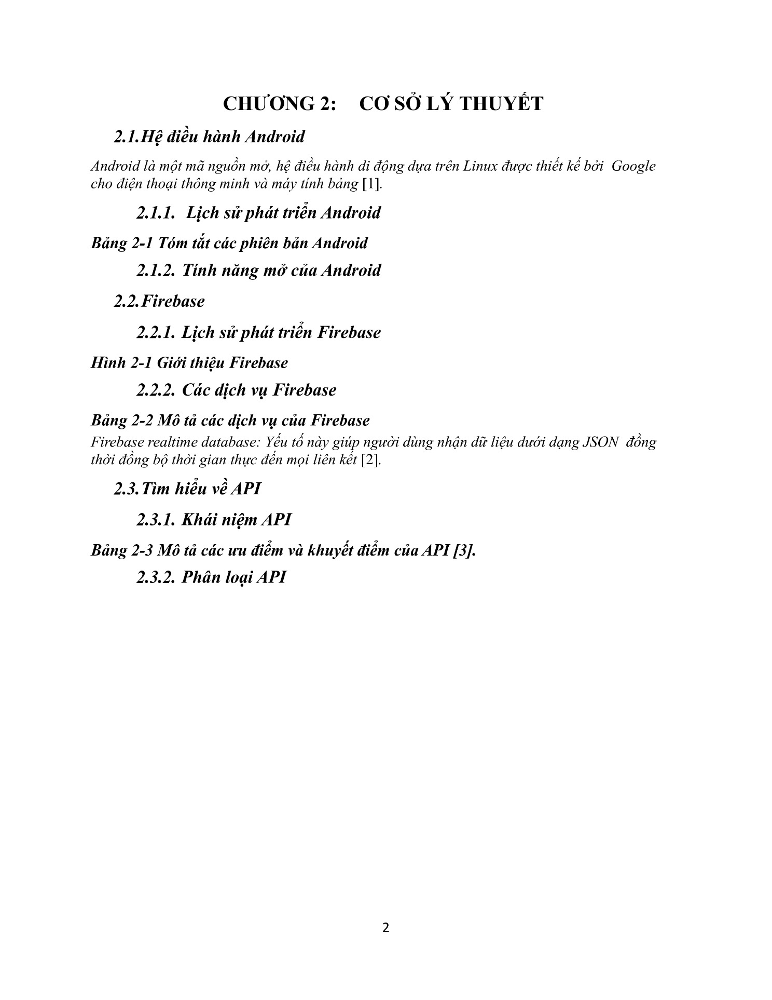 CHƯƠNG 2: CƠ SỞ LÝ THUYẾT
2.1.Hệ điều hành Android
Android là một mã nguồn mở, hệ điều hành di động dựa trên Linux được thiết kế bởi Google
cho điện thoại thông minh và máy tính bảng [1].
2.1.1. Lịch sử phát triển Android
Bảng 2-1 Tóm tắt các phiên bản Android
2.1.2. Tính năng mở của Android
2.2.Firebase
2.2.1. Lịch sử phát triển Firebase
Hình 2-1 Giới thiệu Firebase
2.2.2. Các dịch vụ Firebase
Bảng 2-2 Mô tả các dịch vụ của Firebase
Firebase realtime database: Yếu tố này giúp người dùng nhận dữ liệu dưới dạng JSON đồng
thời đồng bộ thời gian thực đến mọi liên kết [2].
2.3.Tìm hiểu về API
2.3.1. Khái niệm API
Bảng 2-3 Mô tả các ưu điểm và khuyết điểm của API [3].
2.3.2. Phân loại API
2